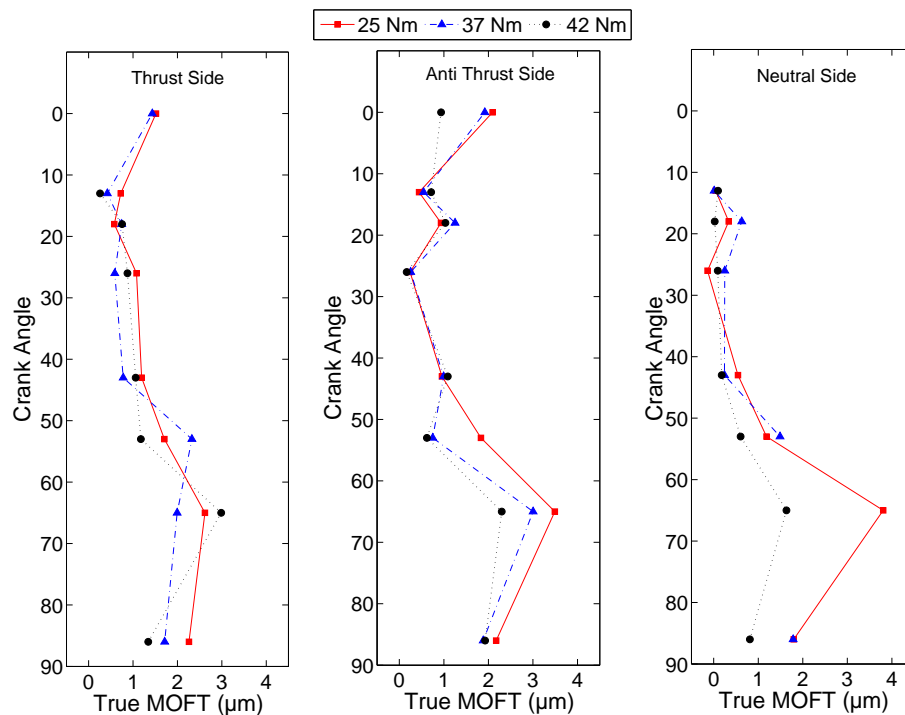 25 Nm 37 Nm 42 Nm
Thrust Side
0
10
20
30
40
50
60
70
80
90
Crank Angle
0 1 2 3 4
True MOFT (µm)
Anti Thrust Side
0
10
20
30
40
50
60
70
80
90
Crank Angle
0 1 2 3 4
True MOFT (µm)
Neutral Side
0
10
20
30
40
50
60
70
80
90
Crank Angle
0 1 2 3 4
True MOFT (µm)